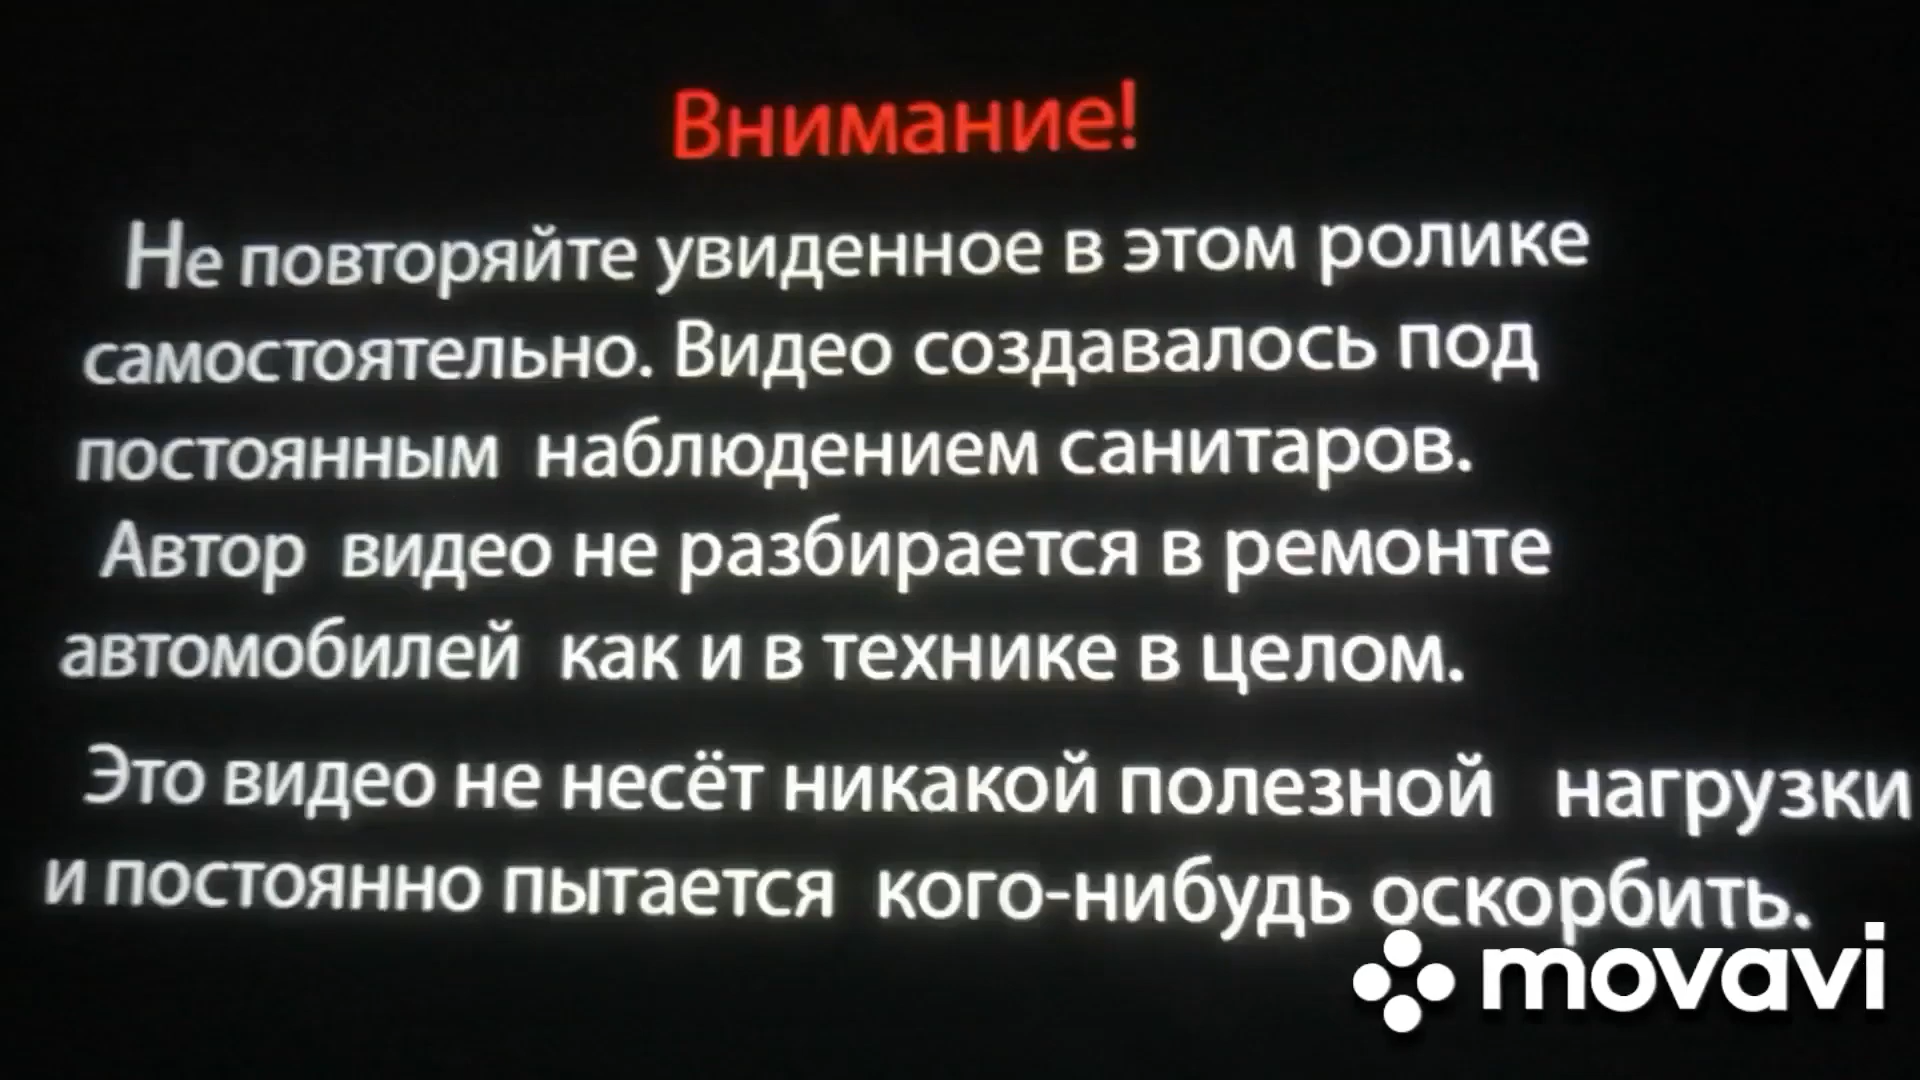 Внимание!
Не повторяйте увиденное в этом ролике
самостоятельно. Видео создавалось под
постоянным наблюдением санитаров.
Автор видео не разбирается в ремонте
автомобилей как и в технике в целом.
Это видео не несёт никакой полезной нагрузки
и постоянно пытается кого-нибудь оскорбить.
movavi